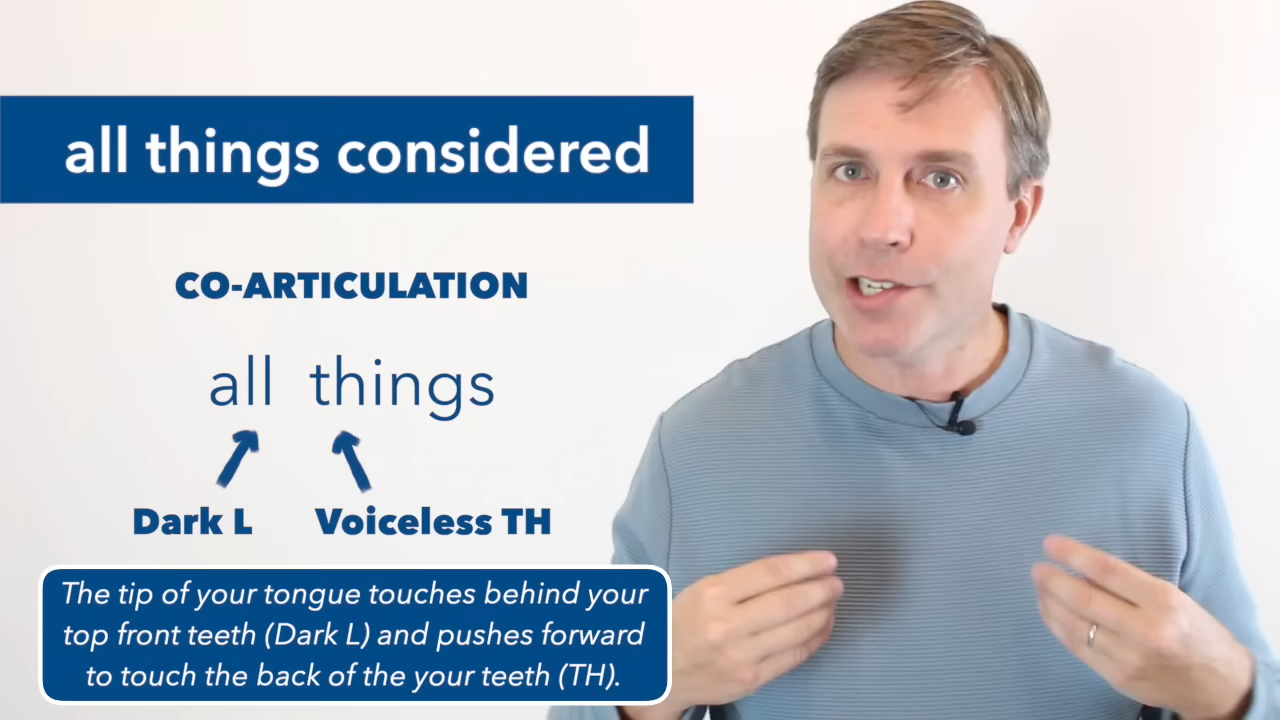 all things considered
CO-ARTICULATION
all things
Dark L Voiceless TH
The tip of your tongue touches behind your
top front teeth (Dark L) and pushes forward
to touch the back of the your teeth (TH).